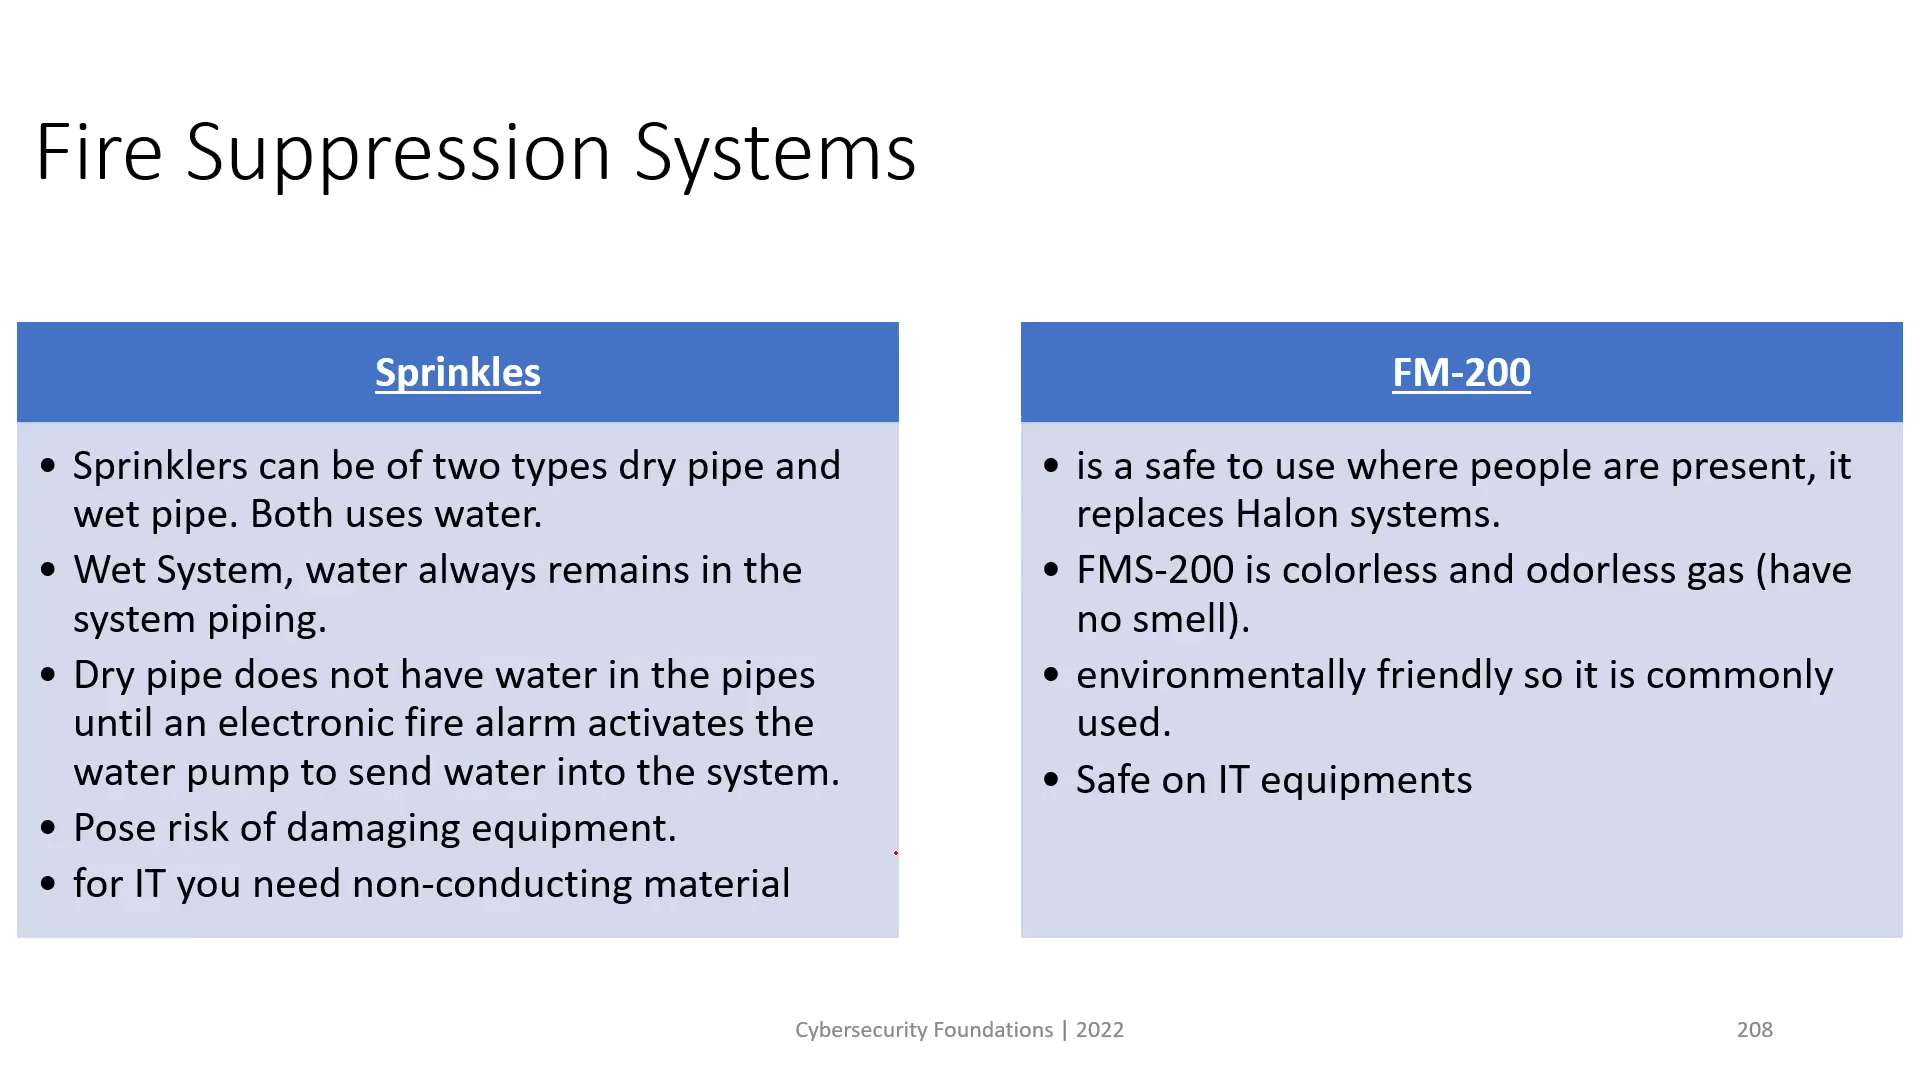 Fire Suppression Systems
Sprinkles
• Sprinklers can be of two types dry pipe and
wet pipe. Both uses water.
• Wet System, water always remains in the
system piping.
• Dry pipe does not have water in the pipes
until an electronic fire alarm activates the
water pump to send water into the system.
• Pose risk of damaging equipment.
• for IT you need non-conducting material
FM-200
• is a safe to use where people are present, it
replaces Halon systems.
• FMS-200 is colorless and odorless gas (have
no smell).
• environmentally friendly so it is commonly
used.
• Safe on IT equipments
Cybersecurity Foundations | 2022
208